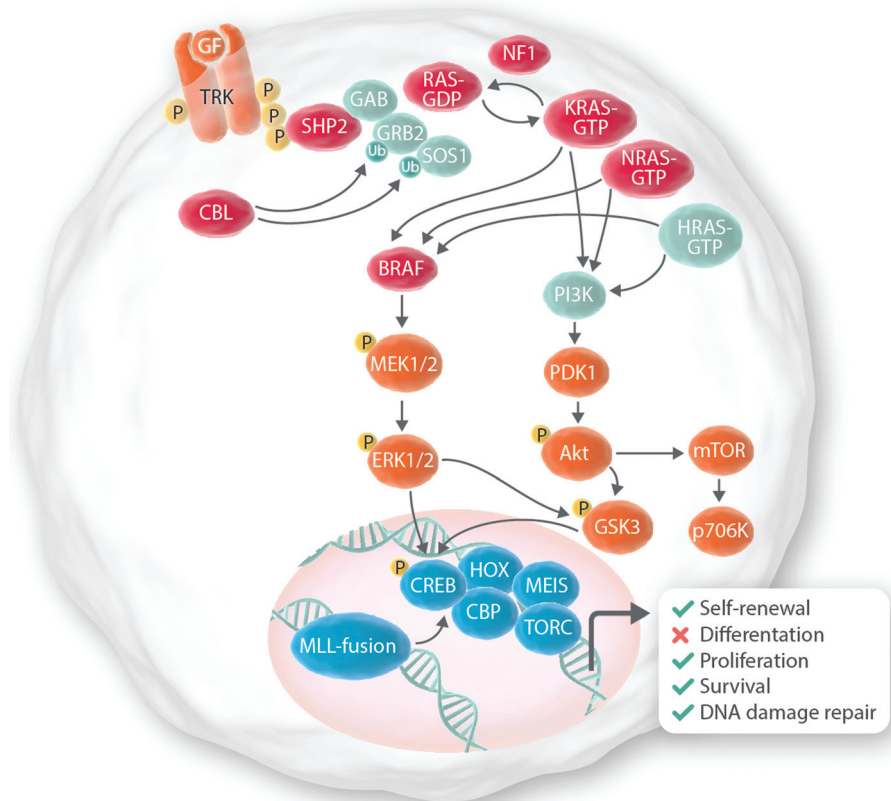 GF
TRK
P
P
P
P
SHP2
GAB
GRB2
SOS1
Ub
Ub
RAS-
GDP
NF1
KRAS-
GTP
NRAS-
GTP
HRAS-
GTP
CBL
BRAF
PI3K
P
MEK1/2
PDK1
P
ERK1/2
P
Akt
mTOR
P
GSK3
p706K
P
CREB
HOX
MEIS
CBP
TORC
MLL-fusion
Self-renewal
Differentation
Proliferation
Survival
DNA damage repair